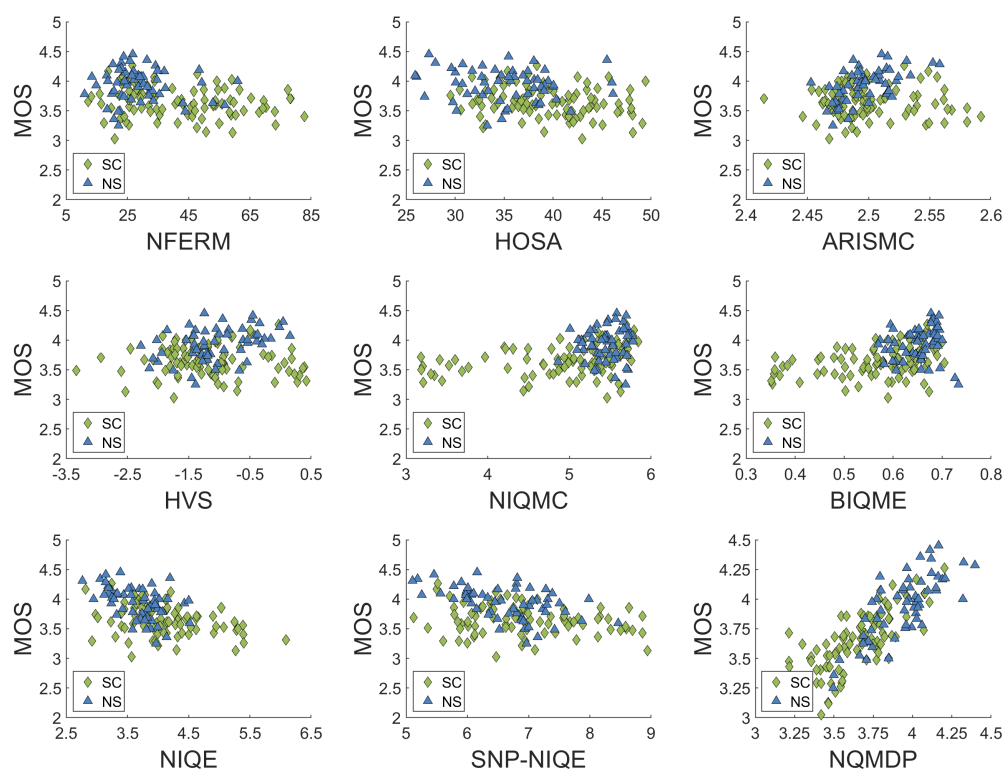 5
4.5
4
3.5
3
2.5
2
MOS
SC
NS
5 25 45 65 85
NFERM
5
4.5
4
3.5
3
2.5
2
MOS
SC
NS
25 30 35 40 45 50
HOSA
5
4.5
4
3.5
3
2.5
2
MOS
SC
NS
2.4 2.45 2.5 2.55 2.6
ARISMC
5
4.5
4
3.5
3
2.5
2
MOS
SC
NS
-3.5 -2.5 -1.5 -0.5 0.5
HVS
5
4.5
4
3.5
3
2.5
2
MOS
SC
NS
3 4 5 6
NIQMC
5
4.5
4
3.5
3
2.5
2
MOS
SC
NS
0.3 0.4 0.5 0.6 0.7 0.8
BIQME
5
4.5
4
3.5
3
2.5
2
MOS
SC
NS
2.5 3.5 4.5 5.5 6.5
NIQE
5
4.5
4
3.5
3
2.5
2
MOS
SC
NS
5 6 7 8 9
SNP-NIQE
4.5
4.25
4
3.75
3.5
3.25
3
MOS
SC
NS
3 3.25 3.5 3.75 4 4.25 4.5
NQMDP